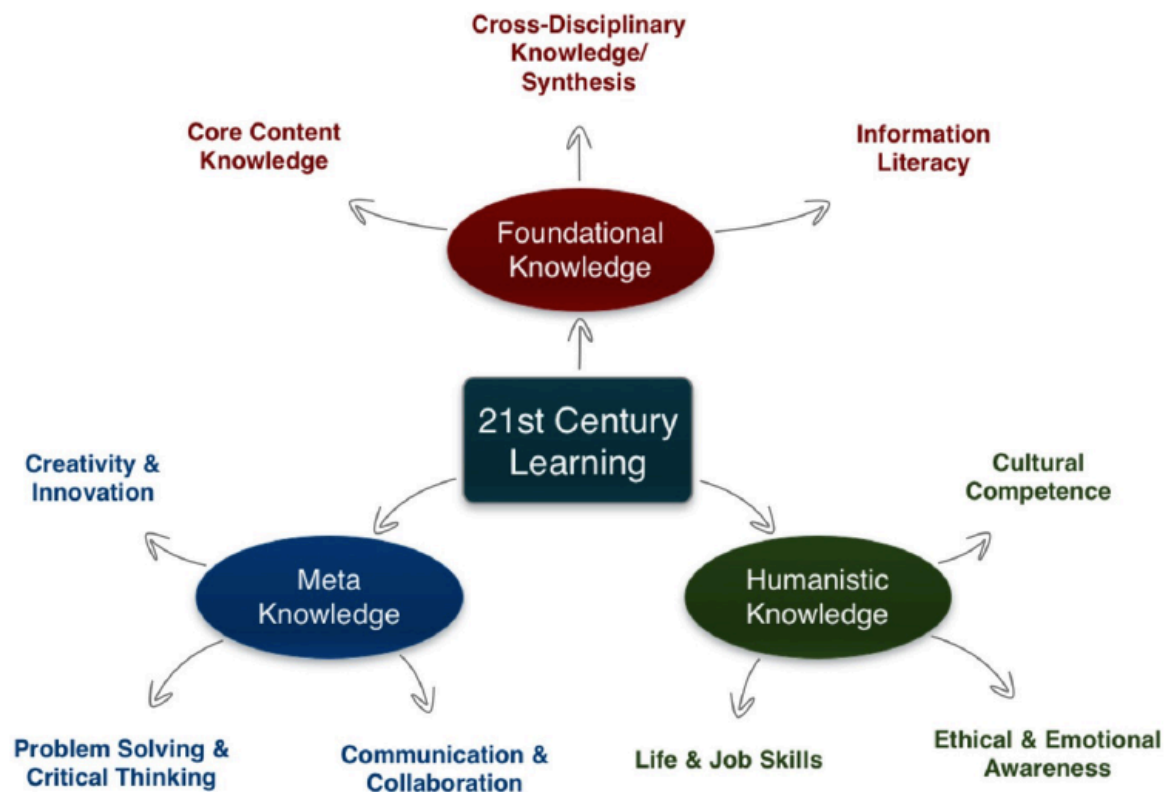 Cross-Disciplinary
Knowledge/
Synthesis
Core Content
Knowledge
Information
Literacy
Foundational
Knowledge
21st Century
Learning
Creativity &
Innovation
Cultural
Competence
Meta
Knowledge
Humanistic
Knowledge
Problem Solving &
Critical Thinking
Communication &
Collaboration
Life & Job Skills
Ethical & Emotional
Awareness